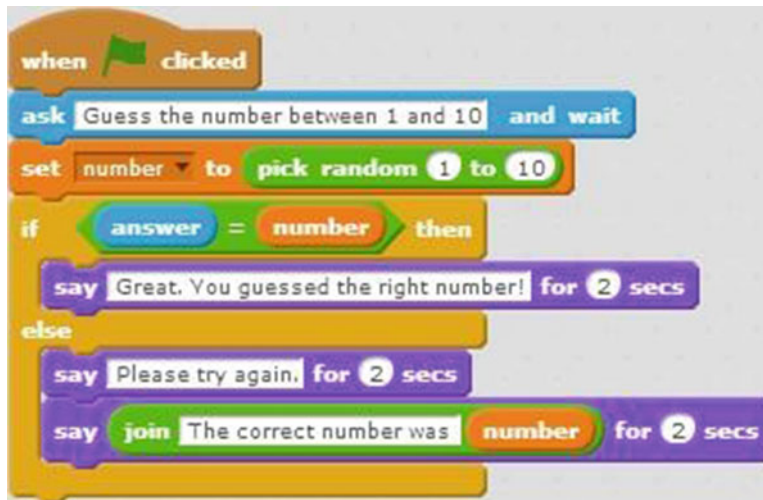 when clicked
ask Guess the number between 1 and 10 and wait
set number to pick random 1 to 10
if answer = number then
say Great. You guessed the right number! for 2 secs
else
say Please try again. for 2 secs
say join The correct number was number for 2 secs